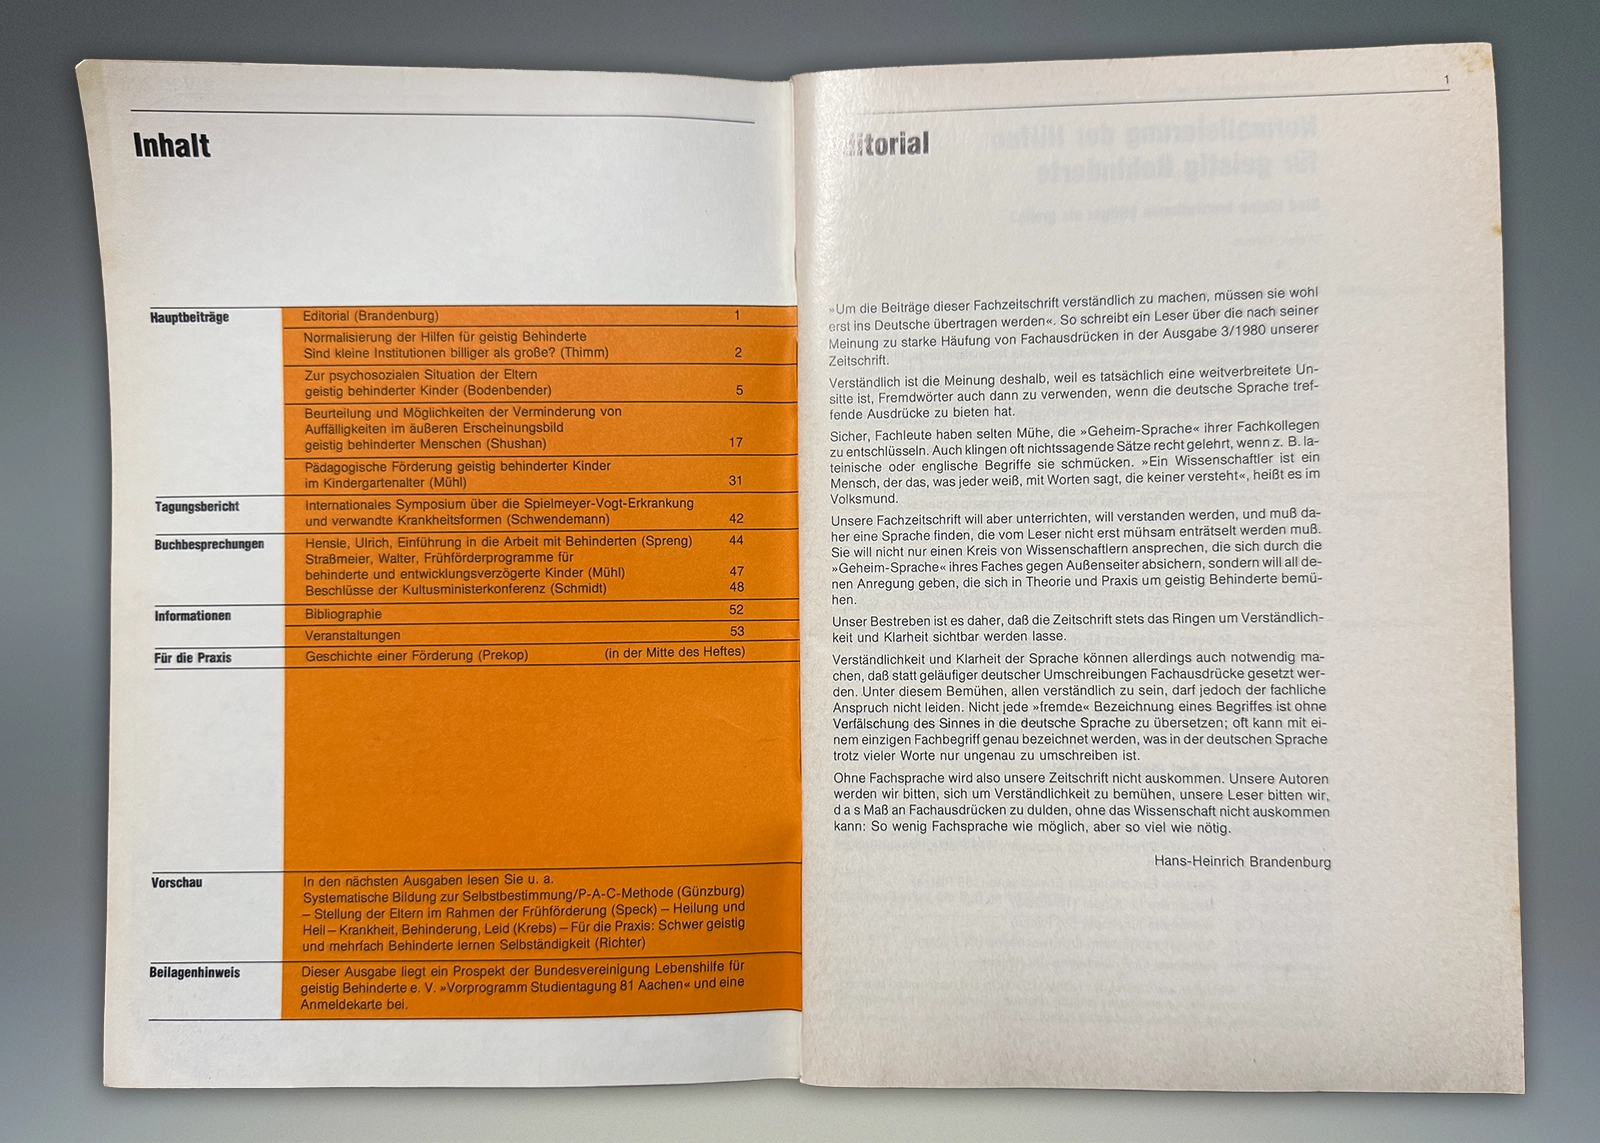 Inhalt
Hauptbeiträge
Editorial (Brandenburg) 1
Normalisierung der Hilfen für geistig Behinderte
Sind kleine Institutionen billiger als große? (Thimm) 2
Zur psychosozialen Situation der Eltern
geistig behinderter Kinder (Bodenbender) 5
Beurteilung und Möglichkeiten der Verminderung von
Auffälligkeiten im äußeren Erscheinungsbild
geistig behinderter Menschen (Shushan) 17
Pädagogische Förderung geistig behinderter Kinder
im Kindergartenalter (Mühl) 31
Tagungsbericht
Internationales Symposium über die Spielmeyer-Vogt-Erkrankung
und verwandte Krankheitsformen (Schwendemann) 42
Buchbesprechungen
Hensle, Ulrich, Einführung in die Arbeit mit Behinderten (Spreng) 44
Straßmeier, Walter, Frühförderprogramme für
behinderte und entwicklungsverzögerte Kinder (Mühl) 47
Beschlüsse der Kultusministerkonferenz (Schmidt) 48
Informationen
Bibliographie 52
Veranstaltungen 53
Für die Praxis
Geschichte einer Förderung (Prekop) (in der Mitte des Heftes)
Vorschau
In den nächsten Ausgaben lesen Sie u. a.
Systematische Bildung zur Selbstbestimmung/P-A-C-Methode (Günzburg)
– Stellung der Eltern im Rahmen der Frühförderung (Speck) – Heilung und
Heil – Krankheit, Behinderung, Leid (Krebs) – Für die Praxis: Schwer geistig
und mehrfach Behinderte lernen Selbständigkeit (Richter)
Beilagenhinweis
Dieser Ausgabe liegt ein Prospekt der Bundesvereinigung Lebenshilfe für
geistig Behinderte e. V. »Vorprogramm Studientagung 81 Aachen« und eine
Anmeldekarte bei.
1
ditorial
»Um die Beiträge dieser Fachzeitschrift verständlich zu machen, müssen sie wohl
erst ins Deutsche übertragen werden«. So schreibt ein Leser über die nach seiner
Meinung zu starke Häufung von Fachausdrücken in der Ausgabe 3/1980 unserer
Zeitschrift.
Verständlich ist die Meinung deshalb, weil es tatsächlich eine weitverbreitete Un-
sitte ist, Fremdwörter auch dann zu verwenden, wenn die deutsche Sprache tref-
fende Ausdrücke zu bieten hat.
Sicher, Fachleute haben selten Mühe, die »Geheim-Sprache« ihrer Fachkollegen
zu entschlüsseln. Auch klingen oft nichtssagende Sätze recht gelehrt, wenn z. B. la-
teinische oder englische Begriffe sie schmücken. »Ein Wissenschaftler ist ein
Mensch, der das, was jeder weiß, mit Worten sagt, die keiner versteht«, heißt es im
Volksmund.
Unsere Fachzeitschrift will aber unterrichten, will verstanden werden, und muß da-
her eine Sprache finden, die vom Leser nicht erst mühsam enträtselt werden muß.
Sie will nicht nur einen Kreis von Wissenschaftlern ansprechen, die sich durch die
»Geheim-Sprache« ihres Faches gegen Außenseiter absichern, sondern will all de-
nen Anregung geben, die sich in Theorie und Praxis um geistig Behinderte bemü-
hen.
Unser Bestreben ist es daher, daß die Zeitschrift stets das Ringen um Verständlich-
keit und Klarheit sichtbar werden lasse.
Verständlichkeit und Klarheit der Sprache können allerdings auch notwendig ma-
chen, daß statt geläufiger deutscher Umschreibungen Fachausdrücke gesetzt wer-
den. Unter diesem Bemühen, allen verständlich zu sein, darf jedoch der fachliche
Anspruch nicht leiden. Nicht jede »fremde« Bezeichnung eines Begriffes ist ohne
Verfälschung des Sinnes in die deutsche Sprache zu übersetzen; oft kann mit ei-
nem einzigen Fachbegriff genau bezeichnet werden, was in der deutschen Sprache
trotz vieler Worte nur ungenau zu umschreiben ist.
Ohne Fachsprache wird also unsere Zeitschrift nicht auskommen. Unsere Autoren
werden wir bitten, sich um Verständlichkeit zu bemühen, unsere Leser bitten wir,
d a s Maß an Fachausdrücken zu dulden, ohne das Wissenschaft nicht auskommen
kann: So wenig Fachsprache wie möglich, aber so viel wie nötig.
Hans-Heinrich Brandenburg